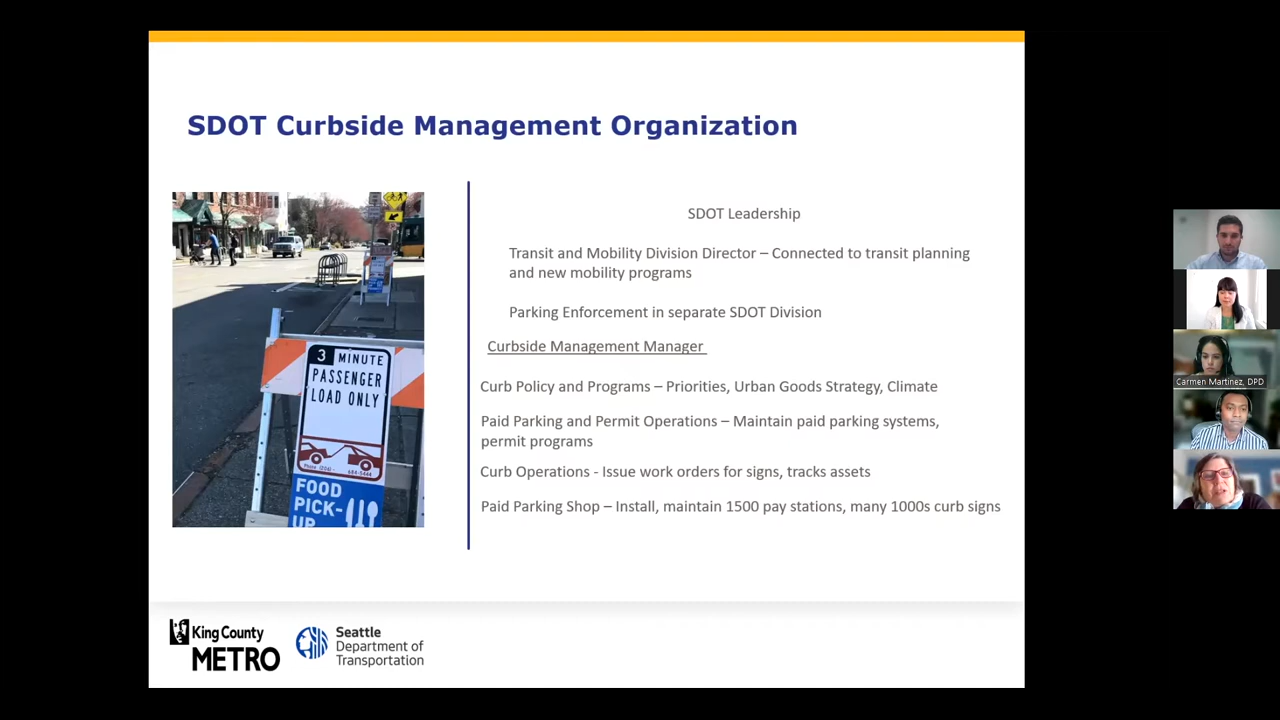 SDOT Curbside Management Organization
3 MINUTE
PASSENGER
LOAD ONLY
FOOD
PICK-
UP
SDOT Leadership
Transit and Mobility Division Director – Connected to transit planning
and new mobility programs
Parking Enforcement in separate SDOT Division
Curbside Management Manager
Curb Policy and Programs – Priorities, Urban Goods Strategy, Climate
Paid Parking and Permit Operations – Maintain paid parking systems,
permit programs
Curb Operations - Issue work orders for signs, tracks assets
Paid Parking Shop – Install, maintain 1500 pay stations, many 1000s curb signs
King County
METRO
Seattle
Department of
Transportation
Carmen Martinez, DPD